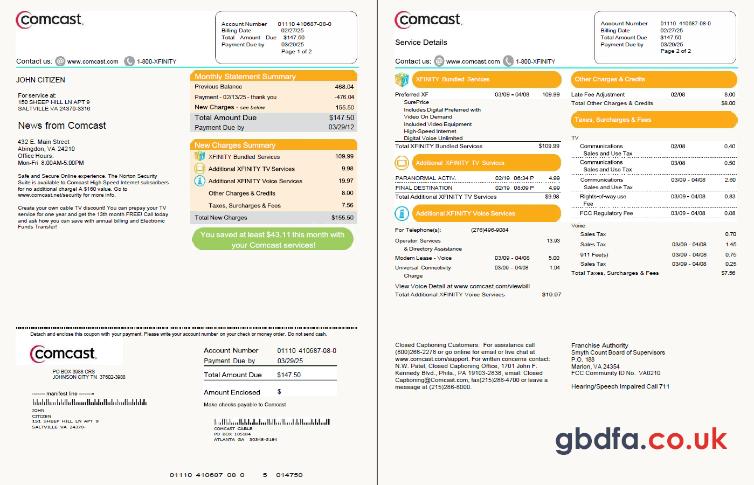 comcast.
Account Number 01110 410687-08-0
Billing Date 02/27/25
Total Amount Due $147.50
Payment Due by 03/20/25
Page 1 of 2
Contact us: @ www.comcast.com 1-800-XFINITY
JOHN CITIZEN
For service at:
150 SHEEP HILL LN APT 9
SALTVILLE VA 24370-3316
News from Comcast
432 E. Main Street
Abingdon, VA 24210
Office Hours.
Mon-Fri. 8:00AM-5:00PM
Safe and Secure Online experience. The Norton Security
Suite is available to Comcast High Speed Internet subscribers
for no additional charge! A $160 value. Go to
www.comcast.net/security for more info.
Create your own cable TV discount! You can prepay your TV
service for one year and get the 13th month FREE! Call today
and ask how you can save with annual billing and Electronic
Funds Transfer!
Monthly Statement Summary
Previous Balance 468.04
Payment - 02/13/25 - thank you -476.04
New Charges - see below 155.50
Total Amount Due $147.50
Payment Due by 03/29/12
New Charges Summary
XFINITY Bundled Services 109.99
Additional XFINITY TV Services 9.98
Additional XFINITY Voice Services 19.97
Other Charges & Credits 8.00
Taxes, Surcharges & Fees 7.56
Total New Charges $155.50
You saved at least $43.11 this month with
your Comcast services!
Detach and enclose this coupon with your payment. Please write your account number on your check or money order. Do not send cash.
comcast.
PO BOX 3988 CRS
JOHNSON CITY TN 37602-3988
manifest line
JOHN
CITIZEN
151 SHEEP HILL LN APT 9
SALTVILLE VA 24370-
Account Number 01110 410687-08-0
Payment Due by 03/29/25
Total Amount Due $147.50
Amount Enclosed $
Make checks payable to Comcast
COMCAST CABLE
PO BOX 105184
ATLANTA GA 30348-5184
01110 410687 08 0 5 014750
comcast.
Account Number 01110 410687-08-0
Billing Date 02/27/25
Total Amount Due $147.50
Payment Due by 03/20/25
Page 2 of 2
Service Details
Contact us: @ www.comcast.com 1-800-XFINITY
XFINITY Bundled Services
Preferred XF 03/09 - 04/08 109.99
SurePrice
Includes Digital Preferred with
Video On Demand
Included Video Equipment
High-Speed Internet
Digital Voice Unlimited
Total XFINITY Bundled Services $109.99
Additional XFINITY TV Services
PARANORMAL ACTIV. 02/19 06:34 P 4.99
FINAL DESTINATION 02/19 08:09 P 4.99
Total Additional XFINITY TV Services $9.98
Additional XFINITY Voice Services
For Telephone(s): (276)496-9084
Operator Services 13.93
& Directory Assistance
Modem Lease - Voice 03/09 - 04/08 5.00
Universal Connectivity 03/09 - 04/08 1.04
Charge
View Voice Detail at www.comcast.com/viewbill
Total Additional XFINITY Voice Services $19.97
Other Charges & Credits
Late Fee Adjustment 02/08 8.00
Total Other Charges & Credits $8.00
Taxes, Surcharges & Fees
TV
Communications 02/08 0.40
Sales and Use Tax
Communications 03/08 0.50
Sales and Use Tax
Communications 03/09 - 04/08 2.60
Sales and Use Tax
Rights-of-way use 03/09 - 04/08 0.83
Fee
FCC Regulatory Fee 03/09 - 04/08 0.08
Voice
Sales Tax 0.70
Sales Tax 03/09 - 04/08 1.45
911 Fee(s) 03/09 - 04/08 0.75
Sales Tax 03/09 - 04/08 0.25
Total Taxes, Surcharges & Fees $7.56
Closed Captioning Customers: For assistance call
(800)266-2278 or go online for email or live chat at
www.comcast.com/support. For written concerns contact:
N.W. Patel, Office Closed Captioning, 1701 John F.
Kennedy Blvd., Phila., PA 19103-2838, email: Closed
Captioning@Comcast.com, fax(215)286-4700 or leave a
message at (215)286-8000.
Franchise Authority
Smyth Count Board of Supervisors
P.O. 188
Marion, VA 24354
FCC Community ID No. VA0210
Hearing/Speech Impaired Call 711
gbdfa.co.uk